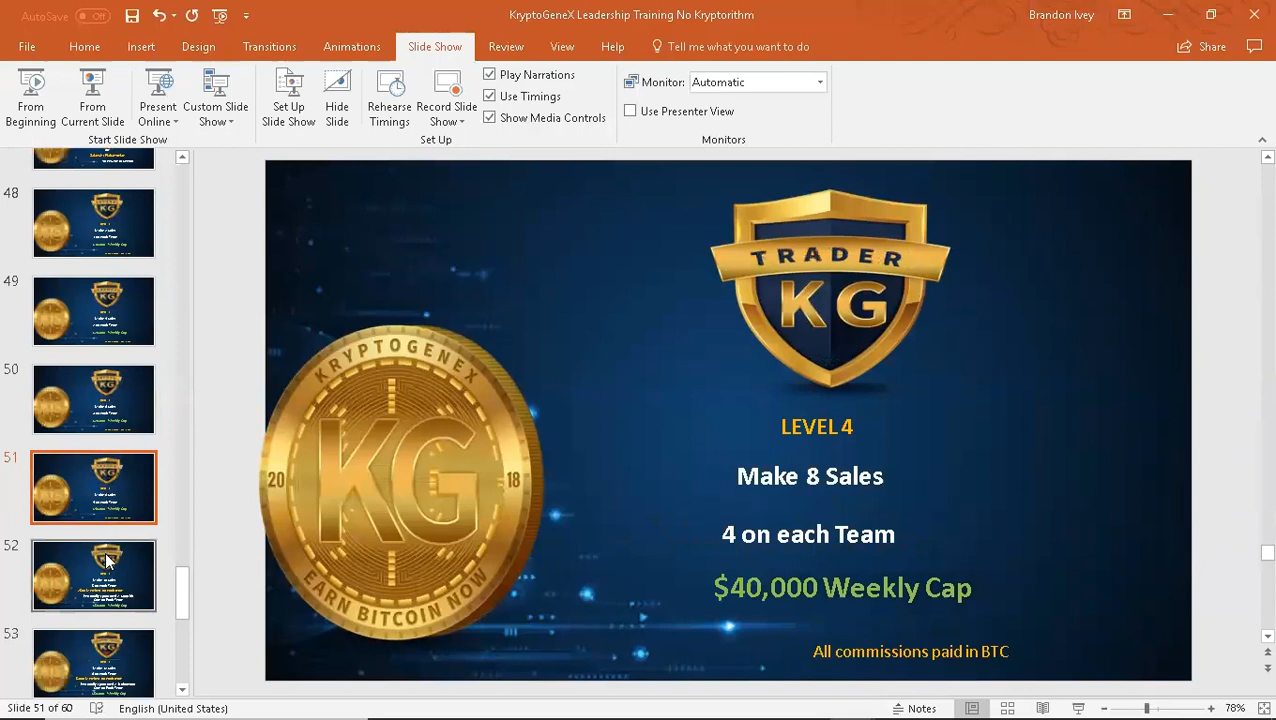 AutoSave Off
KryptoGeneX Leadership Training No Kryptorithm
Brandon Ivey
File Home Insert Design Transitions Animations Slide Show Review View Help Tell me what you want to do
Share
From Beginning
From Current Slide
Present Online
Custom Slide Show
Set Up Slide Show
Hide Slide
Rehearse Timings
Record Slide Show
Play Narrations
Use Timings
Show Media Controls
Monitor: Automatic
Use Presenter View
Start Slide Show
Set Up
Monitors
48
49
50
51
52
53
TRADER
KG
KRYPTOGENEX
20 KG 18
EARN BITCOIN NOW
LEVEL 4
Make 8 Sales
4 on each Team
$40,000 Weekly Cap
All commissions paid in BTC
Slide 51 of 60
English (United States)
Notes
78%